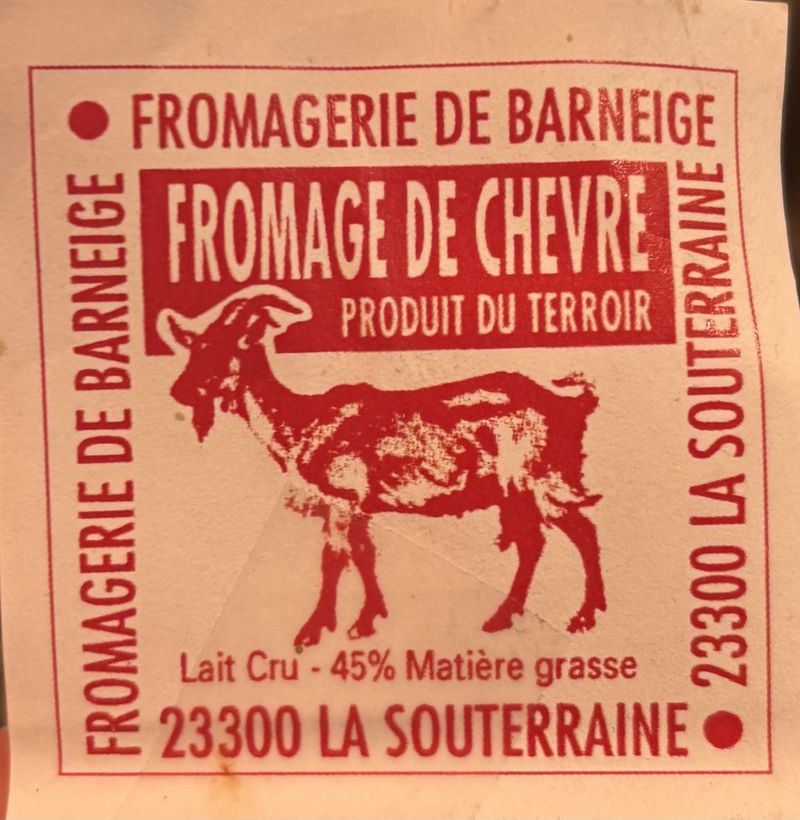 FROMAGERIE DE BARNEIGE
FROMAGERIE DE BARNEIGE
FROMAGE DE CHEVRE
PRODUIT DU TERROIR
23300 LA SOUTERRAINE
Lait Cru - 45% Matière grasse
23300 LA SOUTERRAINE